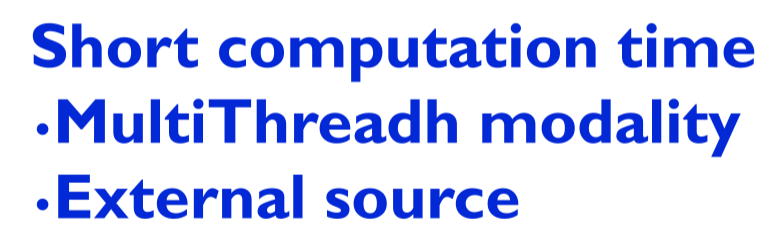 Short computation time
•MultiThreadh modality
•External source